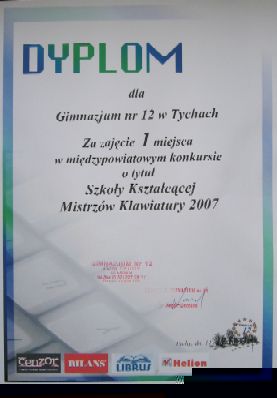 DYPLOM
dla
Gimnazjum nr 12 w Tychach
Za zajęcie 1 miejsca
w międzypowiatowym konkursie
o tytuł
Szkoły Kształcącej
Mistrzów Klawiatury 2007
GIMNAZJUM NR 12
BILANS
LIBRUS
Helion